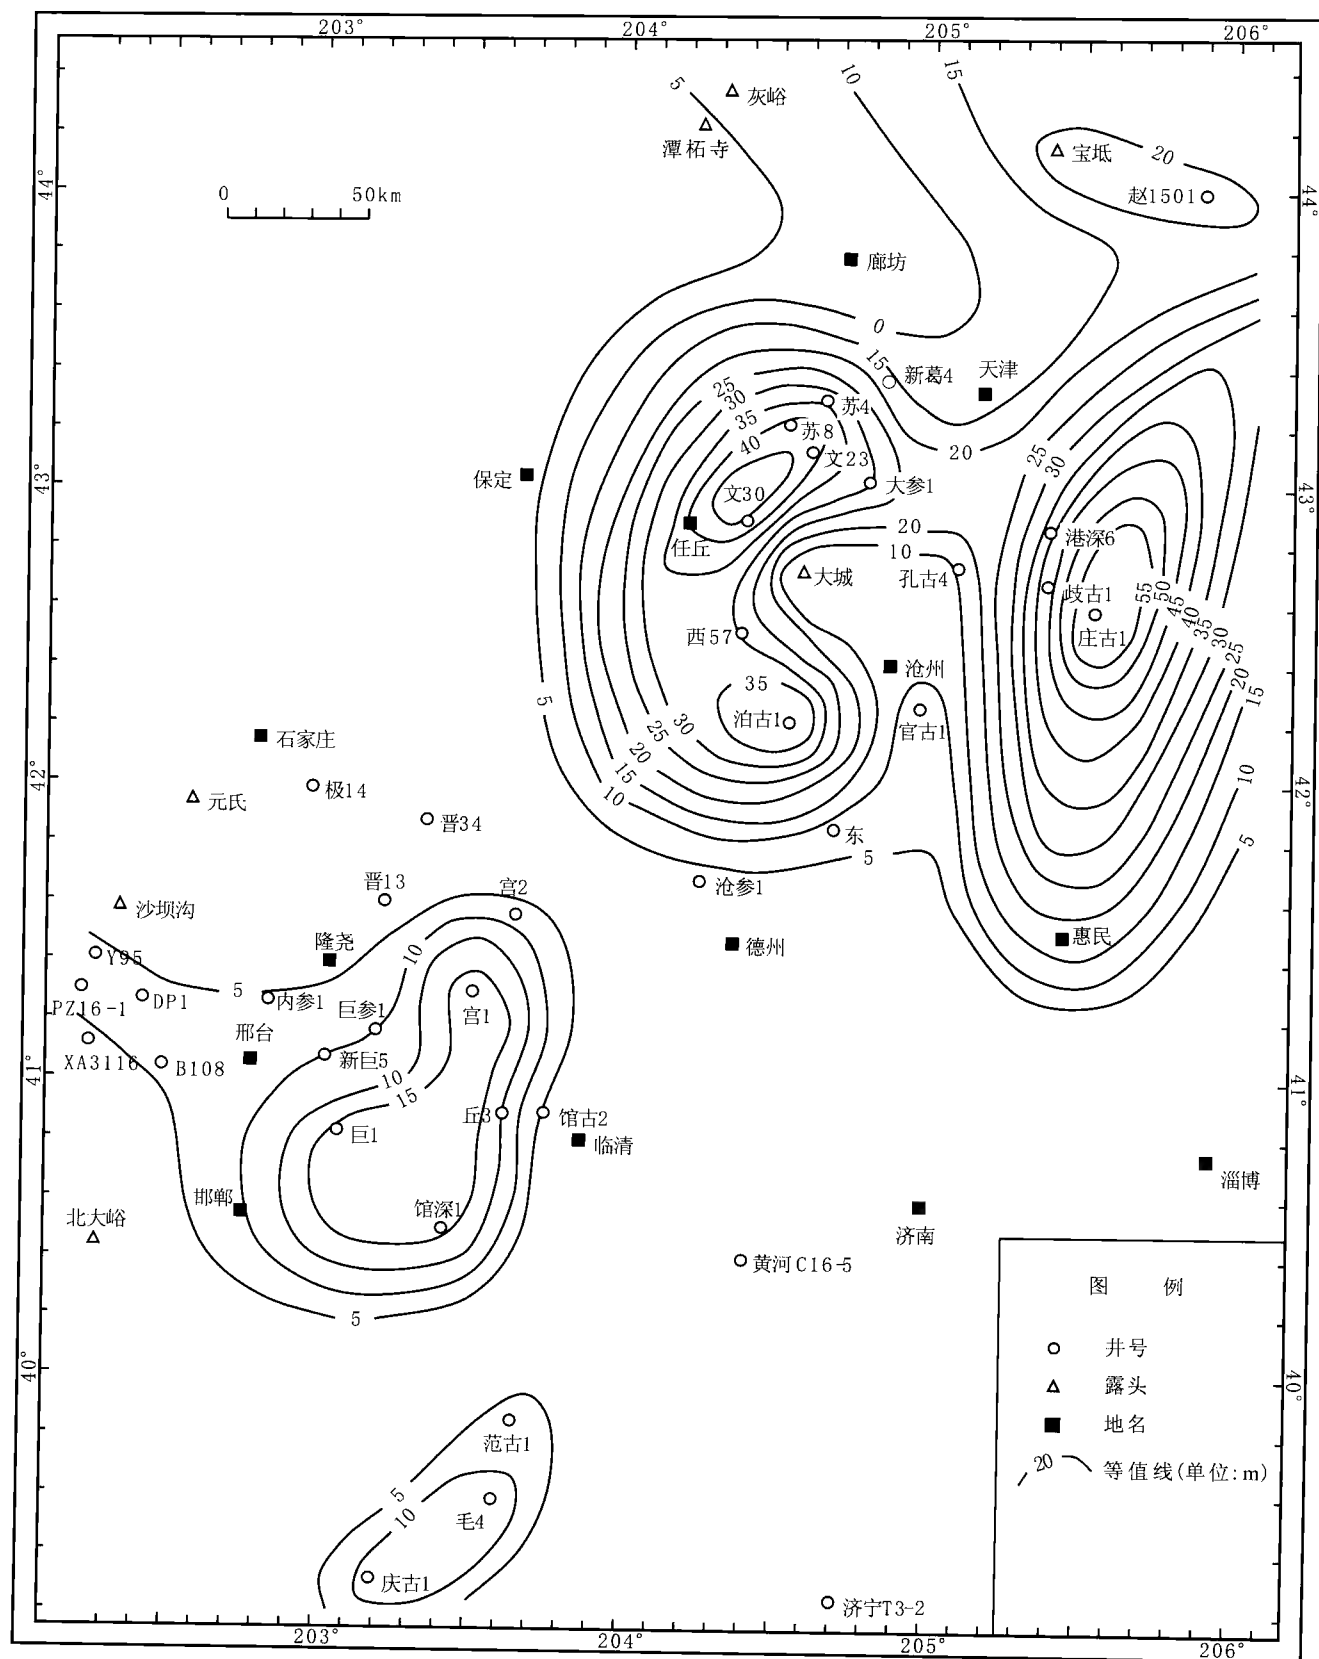 203°
204°
205°
206°
5
灰峪
10
15
潭柘寺
宝坻
20
赵1501
44°
44°
0
50km
廊坊
0
15
新葛4
天津
25
30
35
40
苏4
苏8
文23
20
25
30
保定
43°
文30
大参1
43°
任丘
20
10
港深6
大城
孔古4
歧古1
庄古1
55
50
45
40
35
30
25
20
15
西57
沧州
35
5
泊古1
官古1
30
25
20
15
10
石家庄
42°
极14
元氏
10
42°
晋34
东
5
5
晋13
宫2
沧参1
沙坝沟
隆尧
10
德州
惠民
Y95
PZ16-1
DP1
5
内参1
巨参1
宫1
邢台
XA3116
B108
新巨5
41°
10
15
41°
巨1
丘3
馆古2
临清
淄博
邯郸
馆深1
北大峪
济南
黄河C16-5
5
图 例
井号
40°
40°
露头
范古1
地名
5
10
20
等值线(单位:m)
毛4
庆古1
济宁T3-2
203°
204°
205°
206°